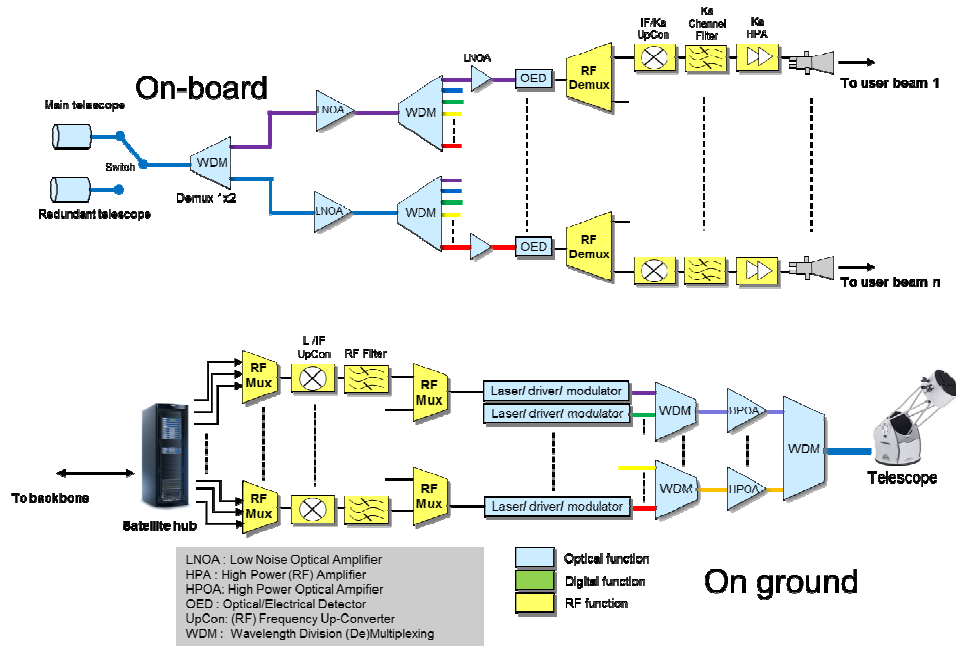 On-board
Main telescope
Switch
Redundant telescope
WDM
Demux 1x2
LNOA
WDM
LNOA
OED
RF
Demux
IF/Ka
UpCon
Ka
Channel
Filter
Ka
HPA
To user beam 1
LNOA
WDM
OED
RF
Demux
To user beam n
To backbone
Satellite hub
RF
Mux
L /IF
UpCon
RF Filter
RF
Mux
Laser/ driver/ modulator
Laser/ driver/ modulator
WDM
HPOA
WDM
Telescope
RF
Mux
RF
Mux
Laser/ driver/ modulator
WDM
HPOA
LNOA : Low Noise Optical Amplifier
HPA : High Power (RF) Amplifier
HPOA: High Power Optical Amplifier
OED : Optical/Electrical Detector
UpCon: (RF) Frequency Up-Converter
WDM : Wavelength Division (De)Multiplexing
Optical function
Digital function
RF function
On ground